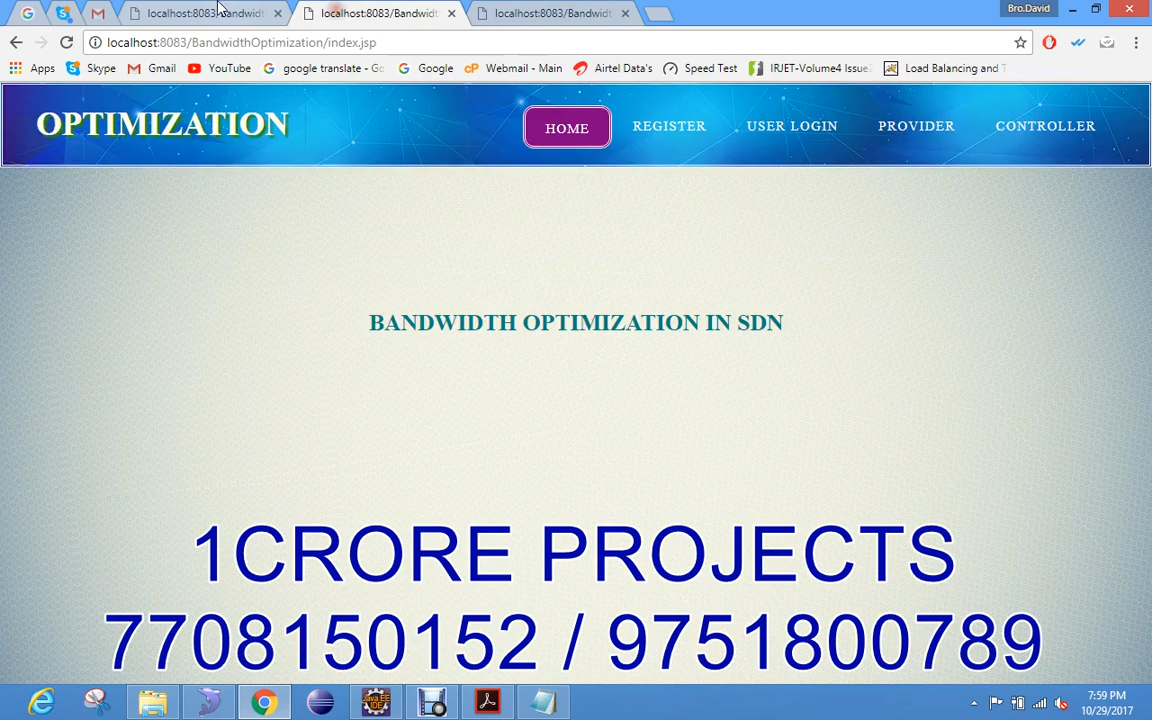 localhost:8083/Bandwidt
localhost:8083/Bandwidt
localhost:8083/Bandwidt
Bro.David
localhost:8083/BandwidthOptimization/index.jsp
Apps
Skype
Gmail
YouTube
google translate - Go
Google
Webmail - Main
Airtel Data's
Speed Test
IRJET-Volume4 Issue
Load Balancing and T
OPTIMIZATION
HOME
REGISTER
USER LOGIN
PROVIDER
CONTROLLER
BANDWIDTH OPTIMIZATION IN SDN
1CRORE PROJECTS
7708150152 / 9751800789
Java EE
IDE
7:59 PM
10/29/2017